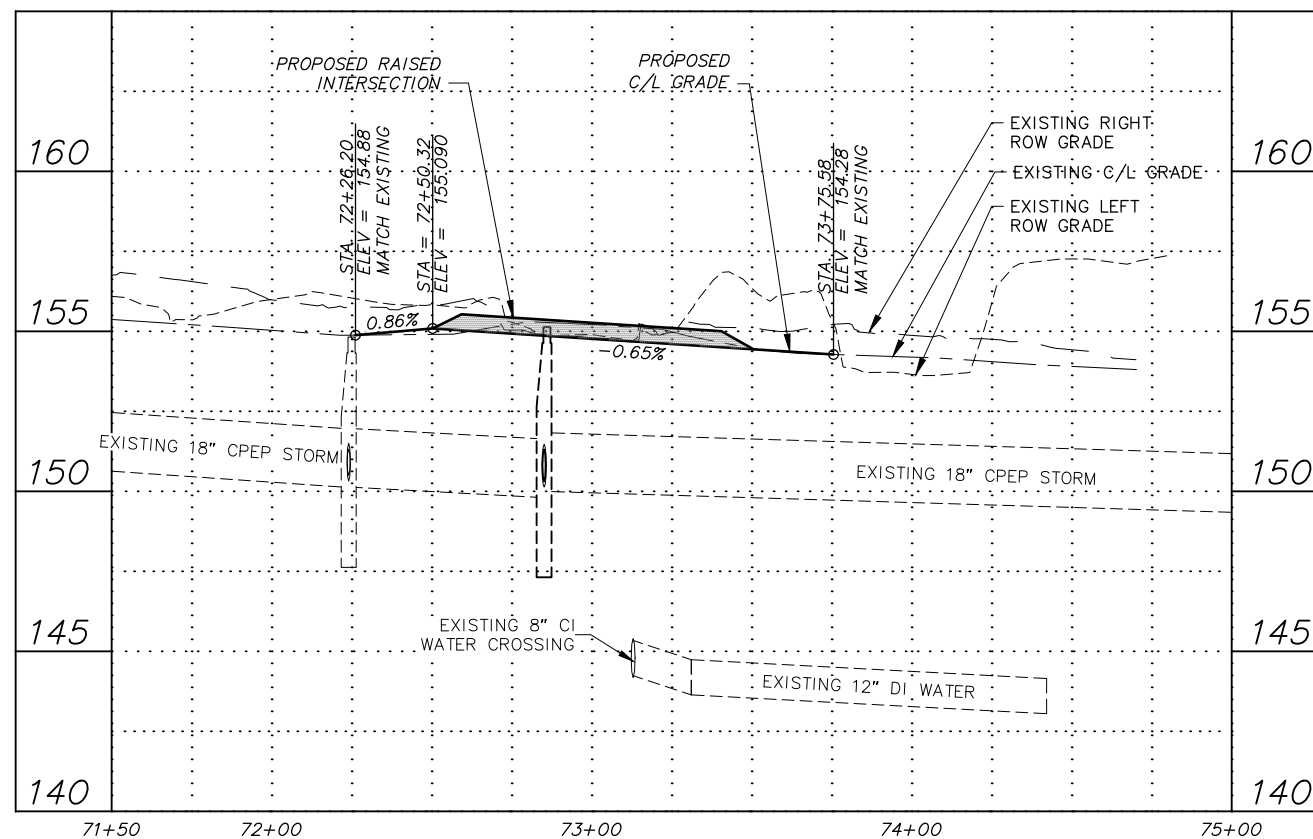 PROPOSED RAISED
INTERSECTION
PROPOSED
C/L GRADE
STA. 72+26.20
ELEV = 154.88
MATCH EXISTING
STA = 72+50.32
ELEV = 155.090
STA. 73+75.58
ELEV = 154.28
MATCH EXISTING
EXISTING RIGHT
ROW GRADE
EXISTING C/L GRADE
EXISTING LEFT
ROW GRADE
160
160
155
155
0.86%
-0.65%
EXISTING 18" CPEP STORM
EXISTING 18" CPEP STORM
150
150
EXISTING 8" CI
WATER CROSSING
145
145
EXISTING 12" DI WATER
140
140
71+50
72+00
73+00
74+00
75+00